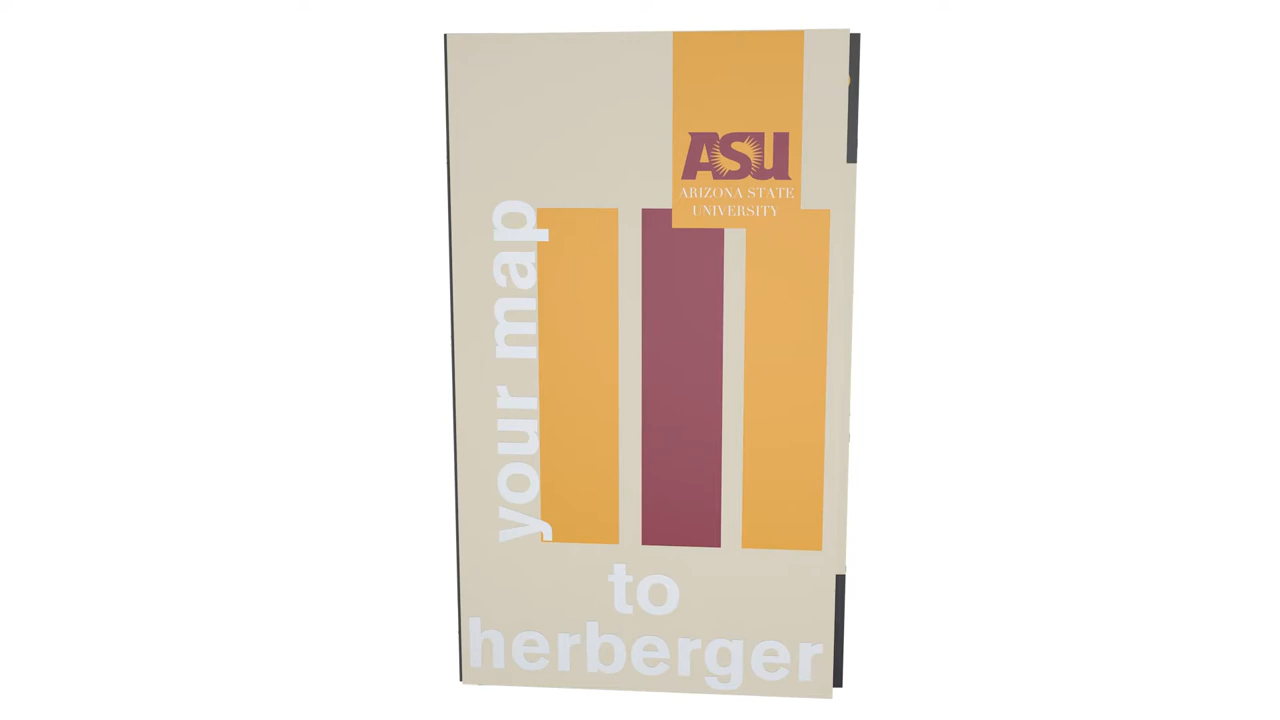 ASU
ARIZONA STATE
UNIVERSITY
your map
to
herberger